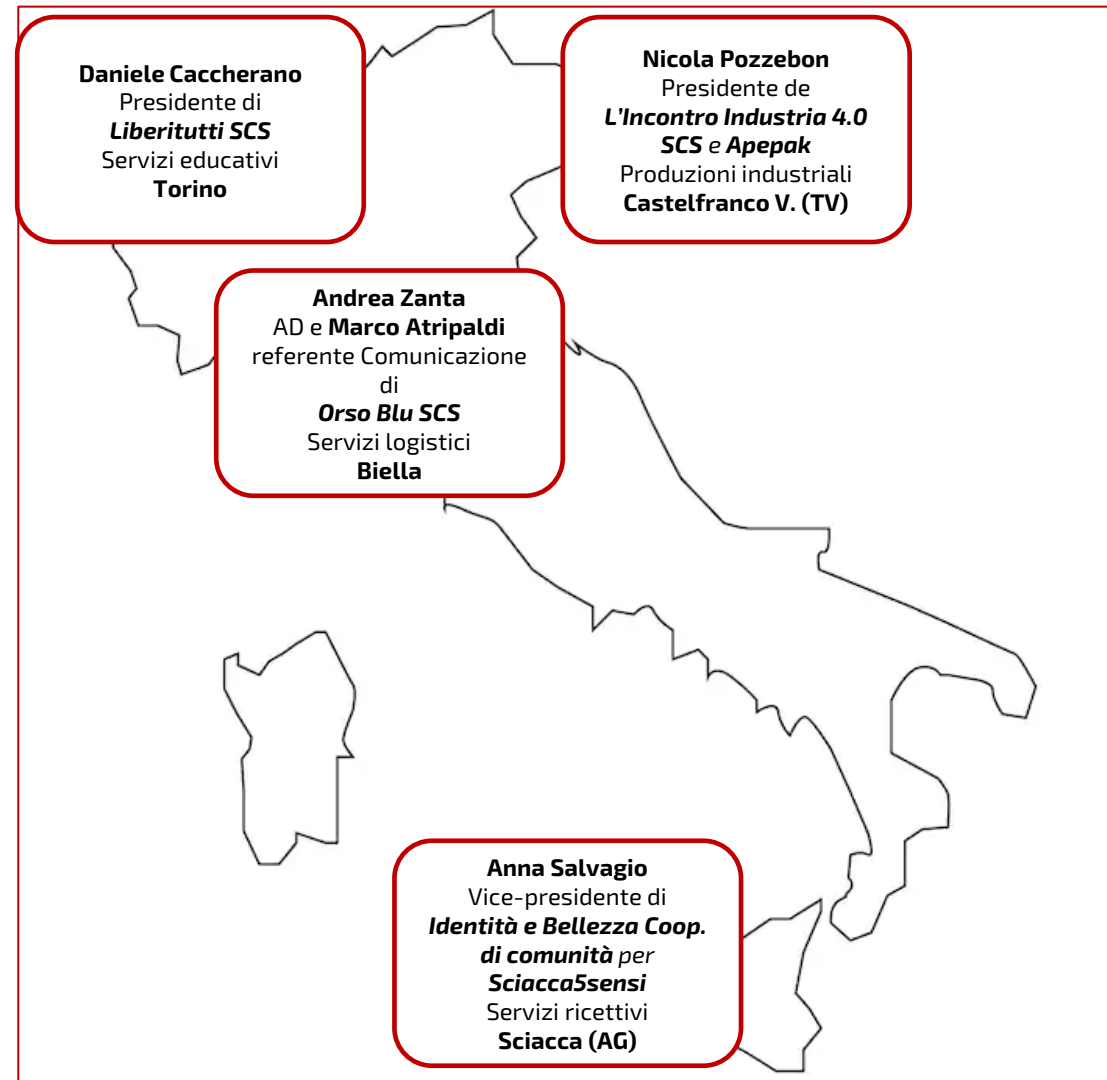 Daniele Caccherano
Presidente di
Liberitutti SCS
Servizi educativi
Torino
Nicola Pozzebon
Presidente de
L'Incontro Industria 4.0
SCS e Apepak
Produzioni industriali
Castelfranco V. (TV)
Andrea Zanta
AD e Marco Atripaldi
referente Comunicazione
di
Orso Blu SCS
Servizi logistici
Biella
Anna Salvagio
Vice-presidente di
Identità e Bellezza Coop.
di comunità per
Sciacca5sensi
Servizi ricettivi
Sciacca (AG)